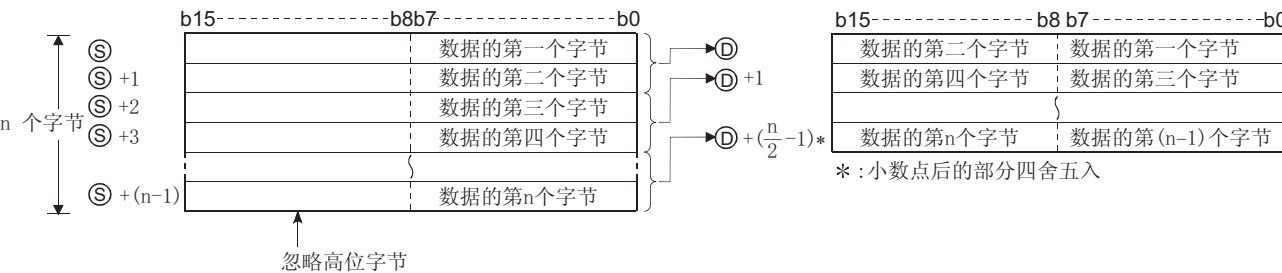 b15 b8b7 b0
b15 b8 b7 b0
Ⓢ 数据的第一个字节 Ⓓ 数据的第二个字节 数据的第一个字节
Ⓢ +1 数据的第二个字节 Ⓓ +1 数据的第四个字节 数据的第三个字节
Ⓢ +2 数据的第三个字节
n 个字节
Ⓢ +3 数据的第四个字节 Ⓓ +(n/2 -1)* 数据的第n个字节 数据的第(n-1)个字节
*:小数点后的部分四舍五入
Ⓢ +(n-1) 数据的第n个字节
忽略高位字节